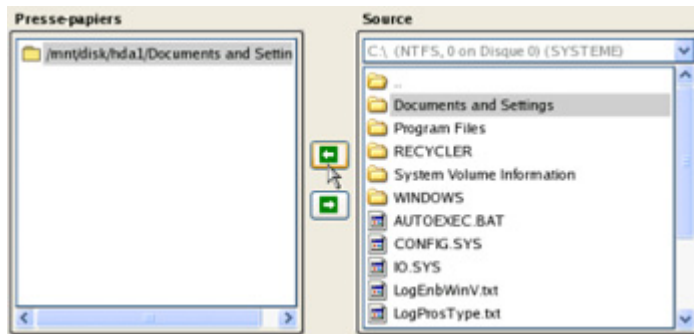 Presse-papiers
/mnt/disk/hda1/Documents and Settin
Source
C:\ (NTFS, 0 on Disque 0) (SYSTEME)
..
Documents and Settings
Program Files
RECYCLER
System Volume Information
WINDOWS
AUTOEXEC.BAT
CONFIG.SYS
IO.SYS
LogEnbWinV.txt
LogProsType.txt